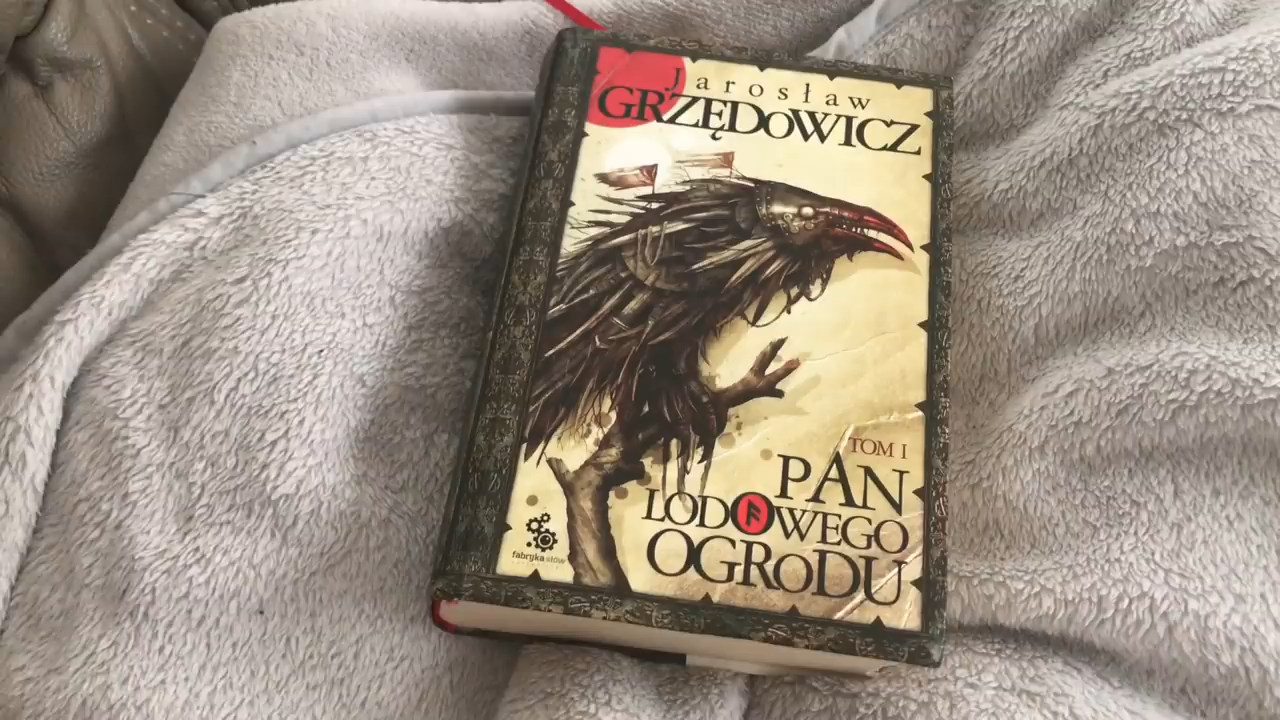 Jarosław
GRZĘDOWICZ
TOM I
PAN
LODOWEGO
OGRODU
fabryka słów